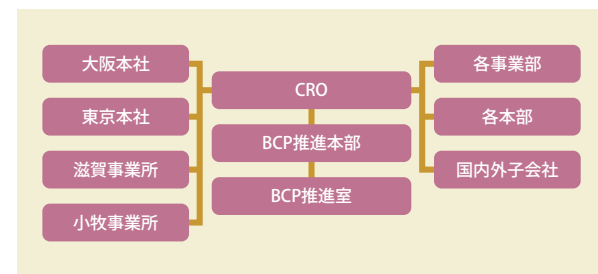 大阪本社
東京本社
滋賀事業所
小牧事業所
CRO
BCP推進本部
BCP推進室
各事業部
各本部
国内外子会社